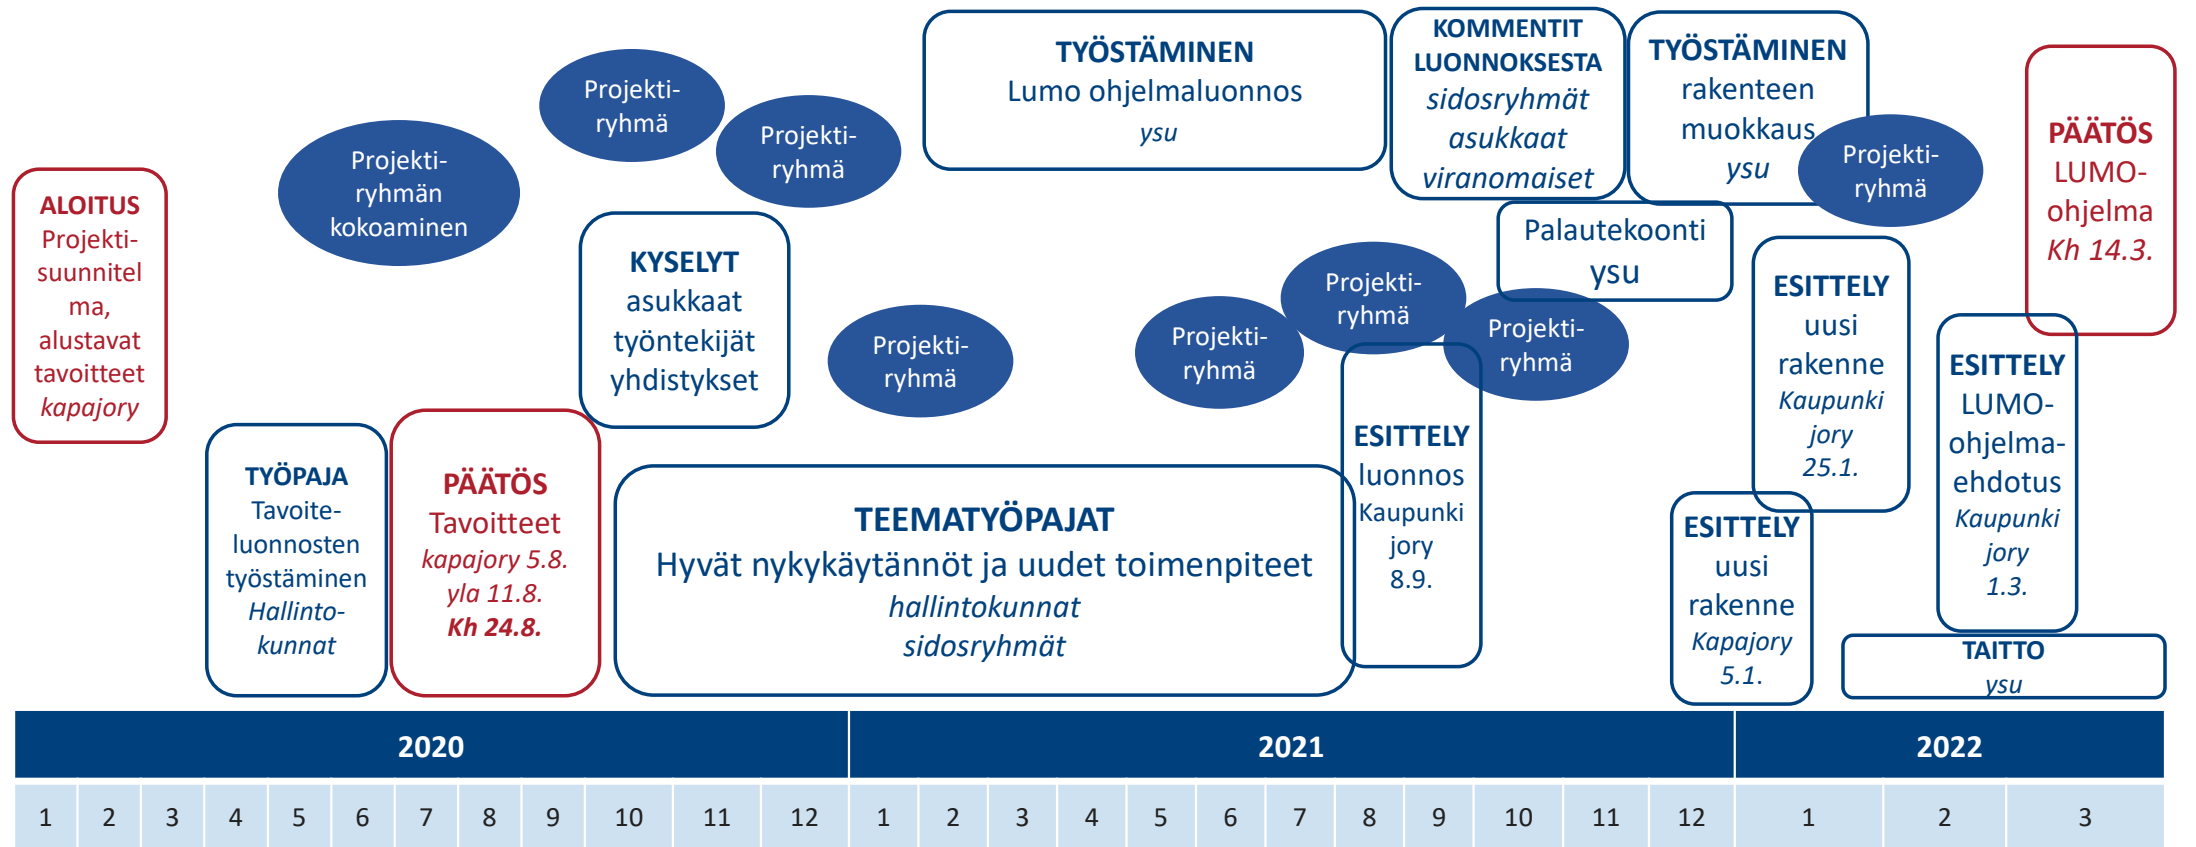 ALOITUS
Projekti-
suunnitel
ma,
alustavat
tavoitteet
kapajory
TYÖPAJA
Tavoite-
luonnosten
työstäminen
Hallinto-
kunnat
Projekti-
ryhmän
kokoaminen
PÄÄTÖS
Tavoitteet
kapajory 5.8.
yla 11.8.
Kh 24.8.
Projekti-
ryhmä
KYSELYT
asukkaat
työntekijät
yhdistykset
Projekti-
ryhmä
Projekti-
ryhmä
TEEMATYÖPAJAT
Hyvät nykykäytännöt ja uudet toimenpiteet
hallintokunnat
sidosryhmät
TYÖSTÄMINEN
Lumo ohjelmaluonnos
ysu
Projekti-
ryhmä
Projekti-
ryhmä
Projekti-
ryhmä
ESITTELY
luonnos
Kaupunki
jory
8.9.
KOMMENTIT
LUONNOKSESTA
sidosryhmät
asukkaat
viranomaiset
Palautekoonti
ysu
TYÖSTÄMINEN
rakenteen
muokkaus
ysu
Projekti-
ryhmä
ESITTELY
uusi
rakenne
Kapajory
5.1.
ESITTELY
uusi
rakenne
Kaupunki
jory
25.1.
ESITTELY
LUMO-
ohjelma-
ehdotus
Kaupunki
jory
1.3.
TAITTO
ysu
PÄÄTÖS
LUMO-
ohjelma
Kh 14.3.
2020 2021 2022
1 2 3 4 5 6 7 8 9 10 11 12 1 2 3 4 5 6 7 8 9 10 11 12 1 2 3